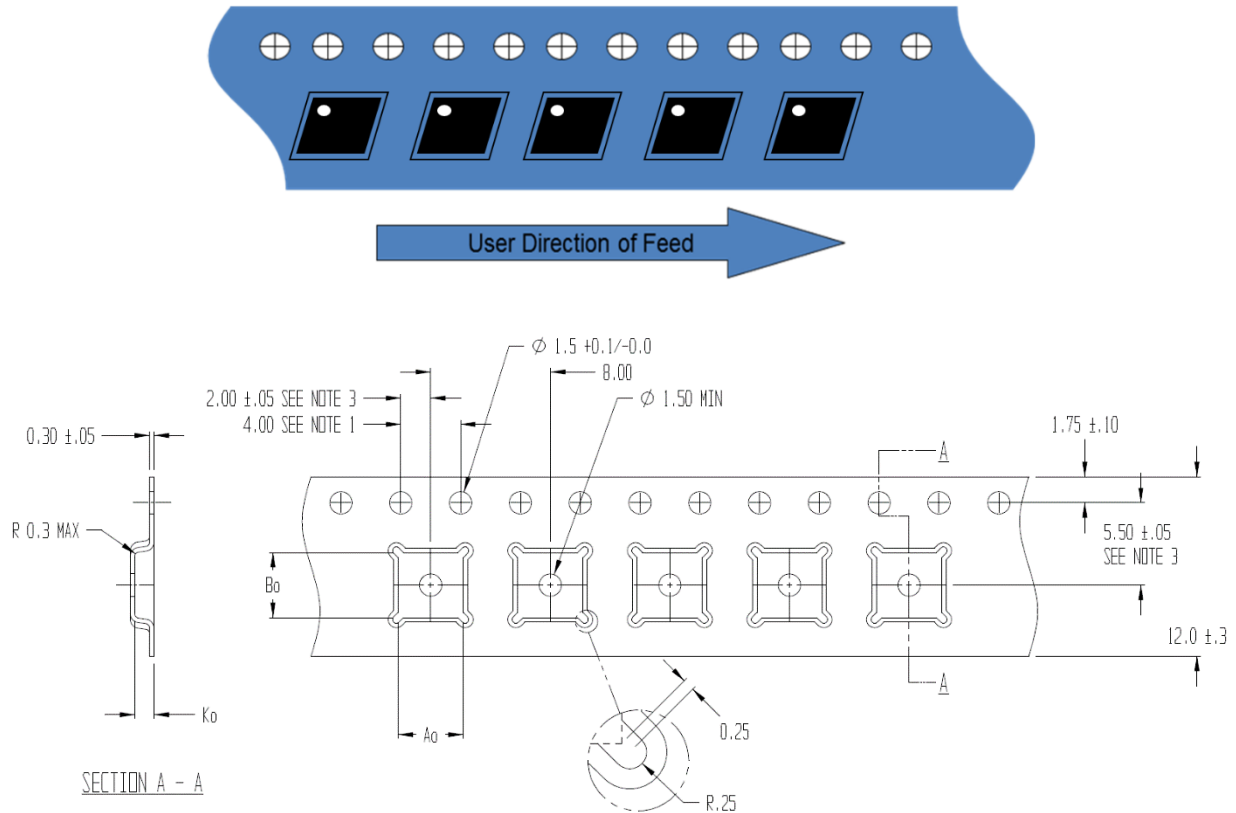 User Direction of Feed
Ø 1.5 +0.1/-0.0
8.00
2.00 ±.05 SEE NOTE 3
Ø 1.50 MIN
4.00 SEE NOTE 1
0.30 ±.05
1.75 ±.10
A
R 0.3 MAX
5.50 ±.05
SEE NOTE 3
Bo
12.0 ±.3
A
Ko
Ao
0.25
SECTION A - A
R.25